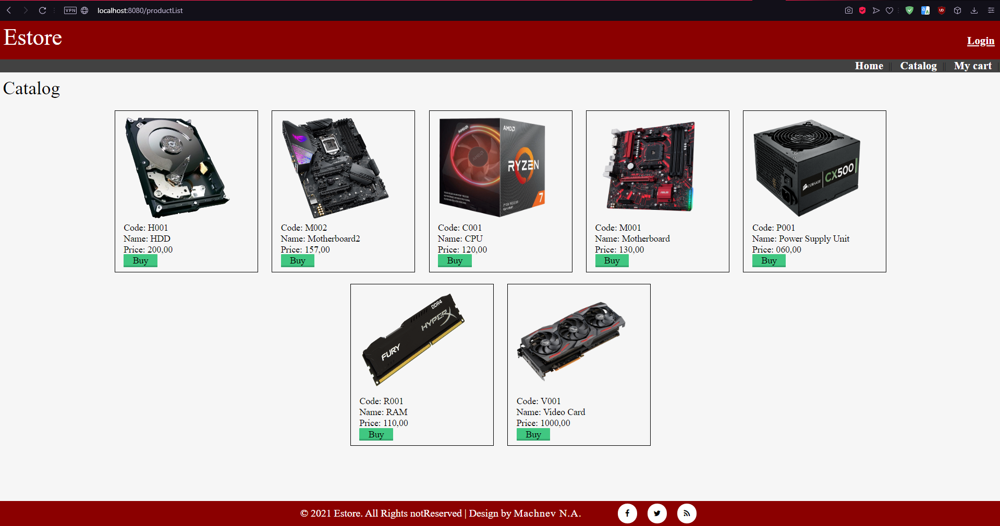 VPN localhost:8080/productList
Estore
Login
Home || Catalog || My cart |
Catalog
AMD
AMD
RYZEN
7
ASUS
CORSAIR CX500
Code: H001
Name: HDD
Price: 200,00
Buy
Code: M002
Name: Motherboard2
Price: 157,00
Buy
Code: C001
Name: CPU
Price: 120,00
Buy
Code: M001
Name: Motherboard
Price: 130,00
Buy
Code: P001
Name: Power Supply Unit
Price: 060,00
Buy
DDR4
HYPERX
FURY
Code: R001
Name: RAM
Price: 110,00
Buy
Code: V001
Name: Video Card
Price: 1000,00
Buy
© 2021 Estore. All Rights notReserved | Design by Machnev N.A.